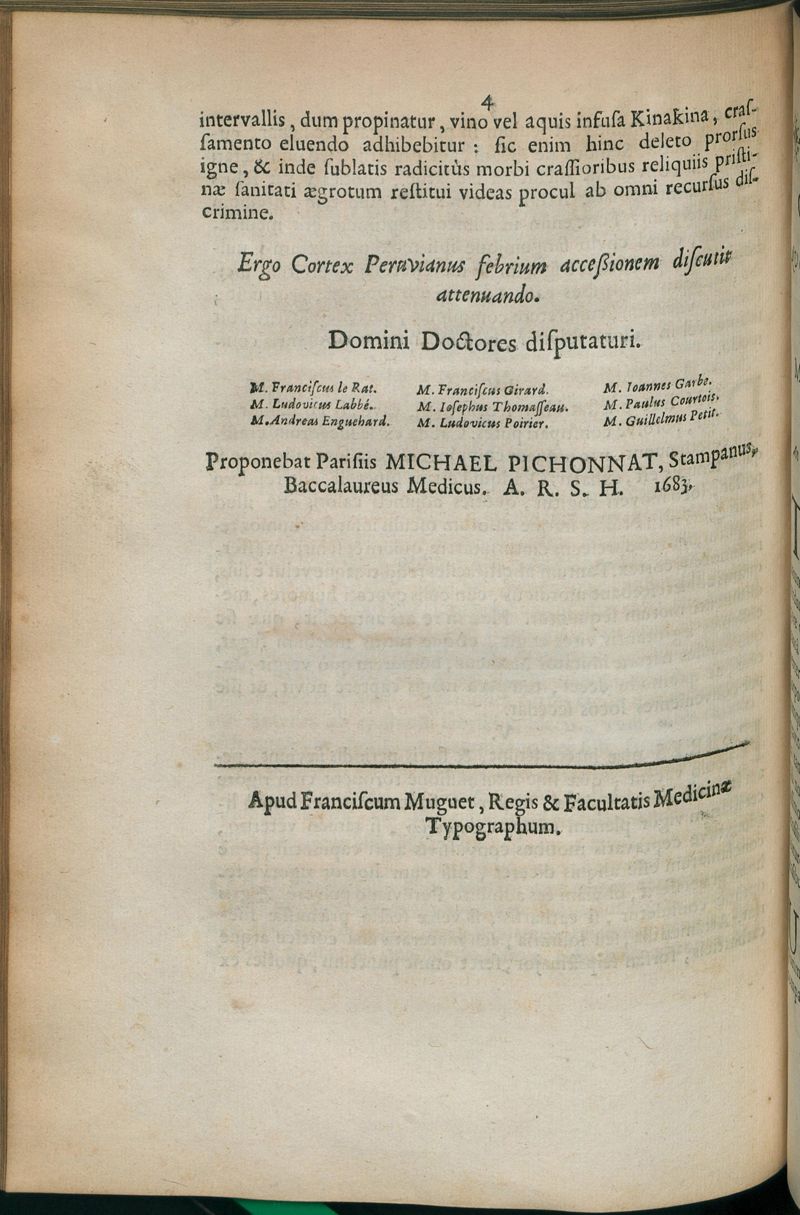 4
intervallis, dum propinatur, vino vel aquis infuſa Kinakina, craſ-
ſamento eluendo adhibebitur : ſic enim hinc deleto prorſus
igne, & inde ſublatis radicitùs morbi craſſioribus reliquiis priſti-
næ ſanitati ægrotum reſtitui videas procul ab omni recurſus diſ-
crimine.
Ergo Cortex Peruvianus febrium acceßionem diſcutit
attenuando.
Domini Doctores diſputaturi.
M. Franciſcus le Rat. M. Franciſcus Girard. M. Ioannes Garbe.
M. Ludovicus Labbé. M. Ioſephus Thomaſſeau. M. Paulus Courtois.
M. Andreas Enguehard. M. Ludovicus Poirier. M. Guillelmus Petit.
Proponebat Pariſiis MICHAEL PICHONNAT, Stampanus,
Baccalaureus Medicus. A. R. S. H. 1683.
Apud Franciſcum Muguet, Regis & Facultatis Medicinæ
Typographum.